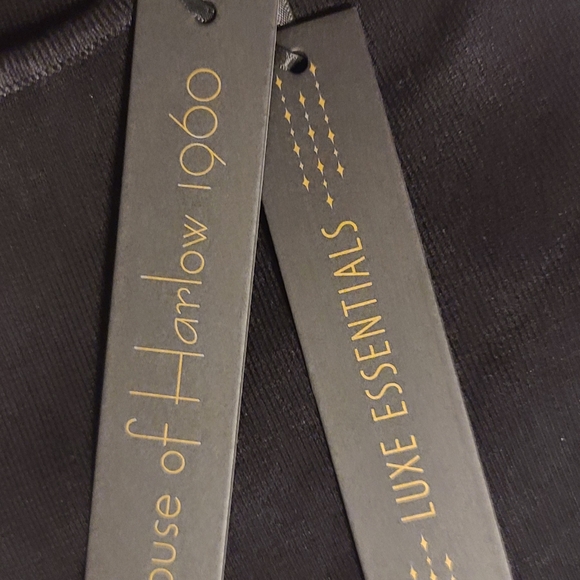 ouse of Harlow 1960
LUXE ESSENTIALS